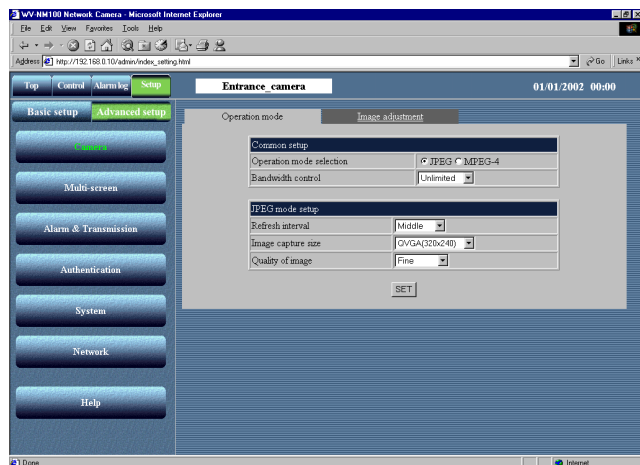 WV-NM100 Network Camera - Microsoft Internet Explorer
File Edit View Favorites Tools Help
Address http://192.168.0.10/admin/index_setting.html Go Links »
Top Control Alarm log Setup Entrance_camera 01/01/2002 00:00
Basic setup Advanced setup
Operation mode Image adjustment
Camera
Common setup
Operation mode selection JPEG MPEG-4
Bandwidth control Unlimited
Multi-screen
JPEG mode setup
Refresh interval Middle
Alarm & Transmission
Image capture size QVGA(320x240)
Quality of image Fine
Authentication
SET
System
Network
Help
Done Internet